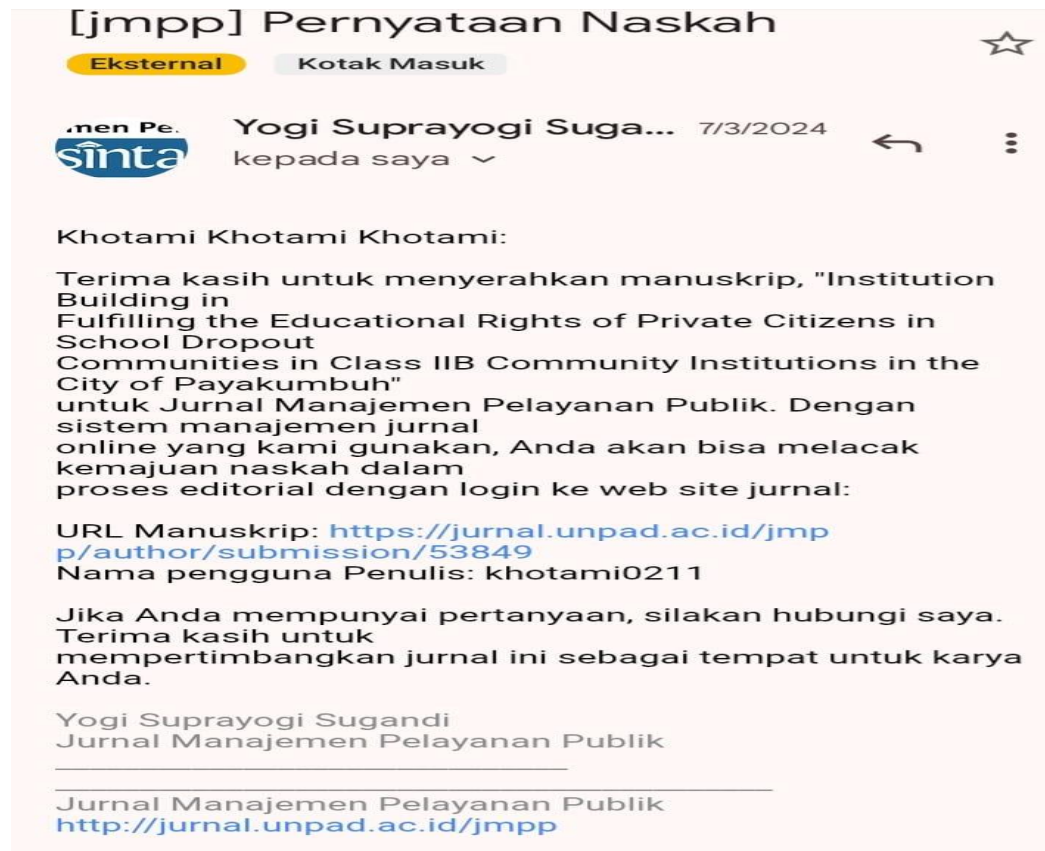 [jmpp] Pernyataan Naskah
Eksternal Kotak Masuk
men Pe.
sînta
Yogi Suprayogi Suga... 7/3/2024
kepada saya
Khotami Khotami Khotami:
Terima kasih untuk menyerahkan manuskrip, "Institution
Building in
Fulfilling the Educational Rights of Private Citizens in
School Dropout
Communities in Class IIB Community Institutions in the
City of Payakumbuh"
untuk Jurnal Manajemen Pelayanan Publik. Dengan
sistem manajemen jurnal
online yang kami gunakan, Anda akan bisa melacak
kemajuan naskah dalam
proses editorial dengan login ke web site jurnal:
URL Manuskrip: https://jurnal.unpad.ac.id/jmp
p/author/submission/53849
Nama pengguna Penulis: khotami0211
Jika Anda mempunyai pertanyaan, silakan hubungi saya.
Terima kasih untuk
mempertimbangkan jurnal ini sebagai tempat untuk karya
Anda.
Yogi Suprayogi Sugandi
Jurnal Manajemen Pelayanan Publik
Jurnal Manajemen Pelayanan Publik
http://jurnal.unpad.ac.id/jmpp